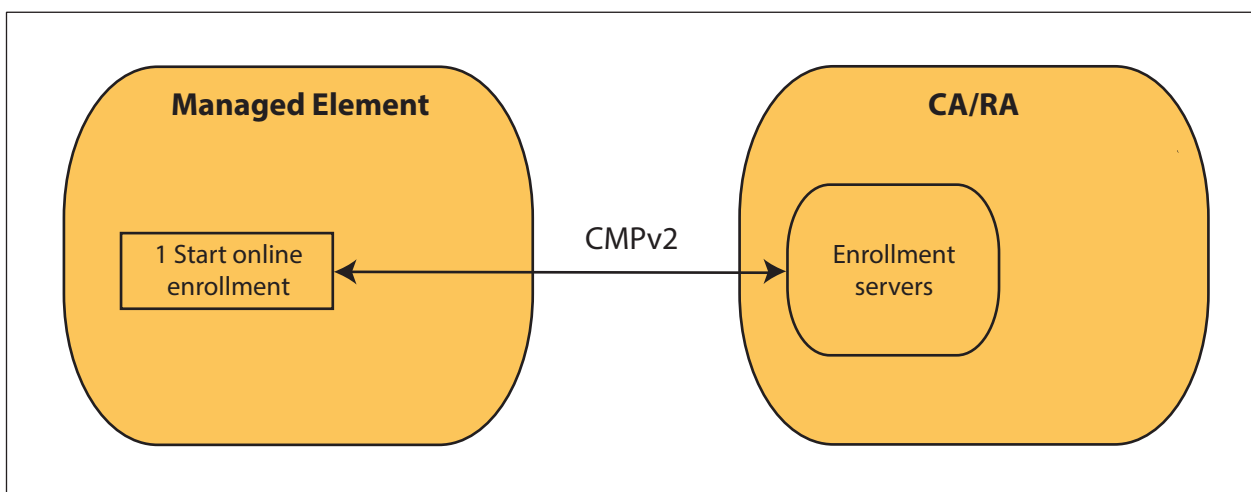 Managed Element
CA/RA
1 Start online
enrollment
CMPv2
Enrollment
servers